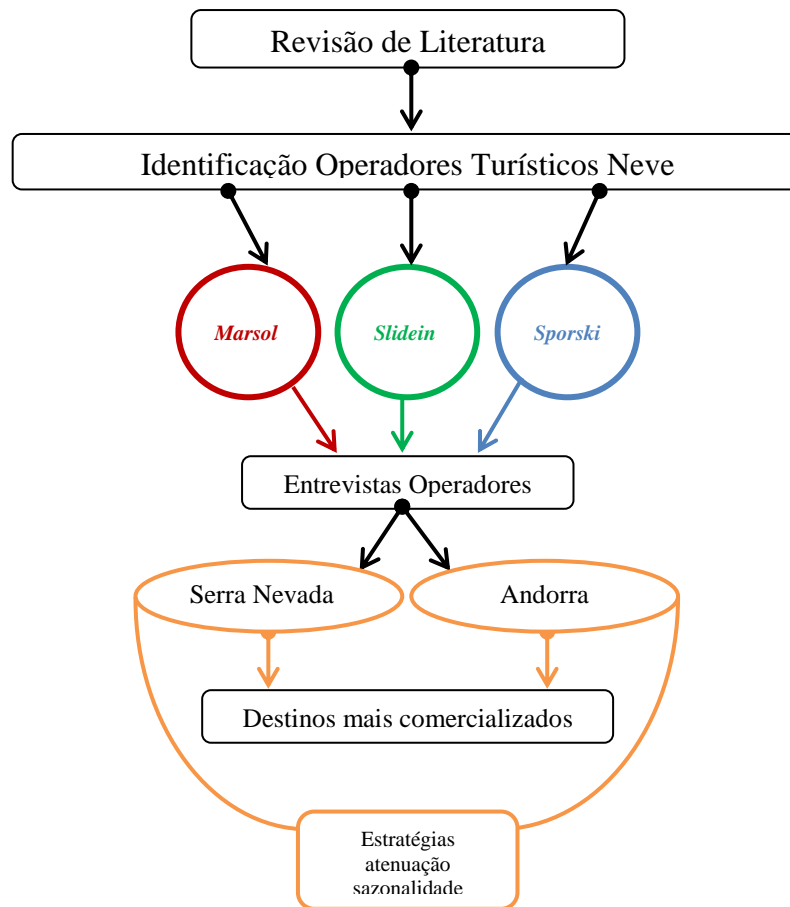 Revisão de Literatura
Identificação Operadores Turísticos Neve
Marsol
Slidein
Sporski
Entrevistas Operadores
Serra Nevada
Andorra
Destinos mais comercializados
Estratégias
atenuação
sazonalidade